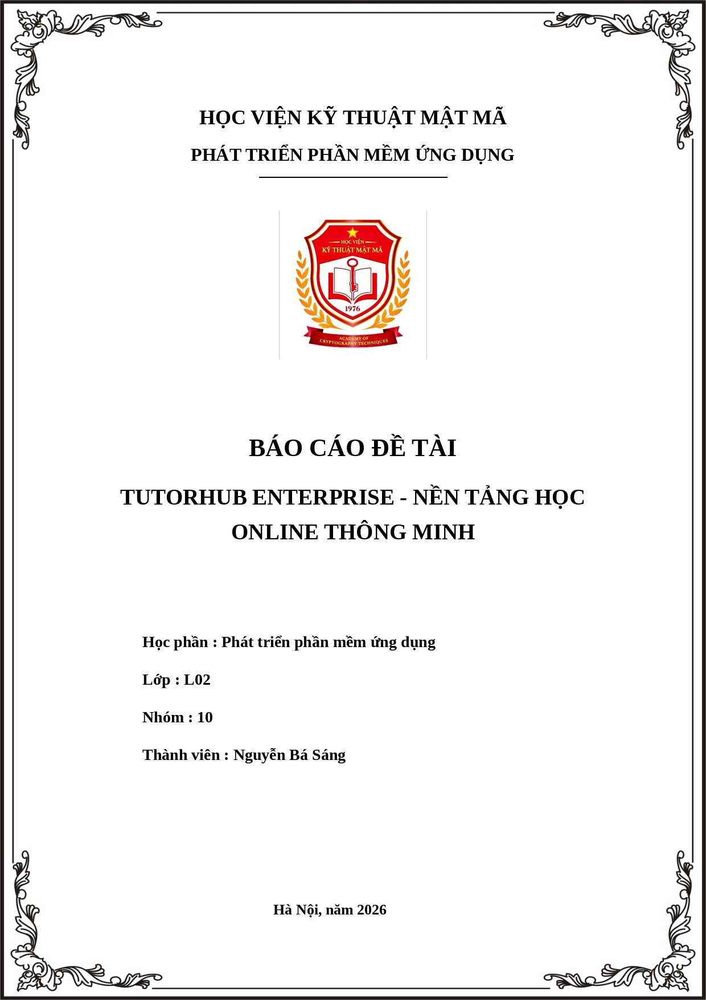 HỌC VIỆN KỸ THUẬT MẬT MÃ
PHÁT TRIỂN PHẦN MỀM ỨNG DỤNG
HỌC VIỆN
KỸ THUẬT MẬT MÃ
1976
ACADEMY OF
CRYPTOGRAPHY TECHNIQUES
BÁO CÁO ĐỀ TÀI
TUTORHUB ENTERPRISE - NỀN TẢNG HỌC
ONLINE THÔNG MINH
Học phần : Phát triển phần mềm ứng dụng
Lớp : L02
Nhóm : 10
Thành viên : Nguyễn Bá Sáng
Hà Nội, năm 2026